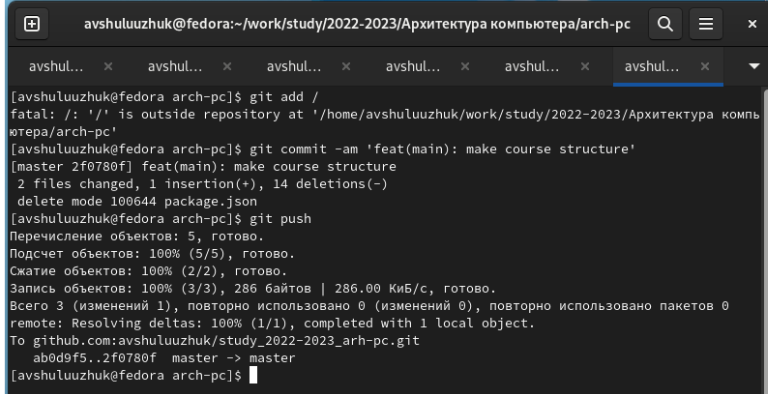 avshuluuzhuk@fedora:~/work/study/2022-2023/Архитектура компьютера/arch-pc
avshul... × avshul... × avshul... × avshul... × avshul... × avshul... ×
[avshuluuzhuk@fedora arch-pc]$ git add /
fatal: /: '/' is outside repository at '/home/avshuluuzhuk/work/study/2022-2023/Архитектура компь
ютера/arch-pc'
[avshuluuzhuk@fedora arch-pc]$ git commit -am 'feat(main): make course structure'
[master 2f0780f] feat(main): make course structure
 2 files changed, 1 insertion(+), 14 deletions(-)
 delete mode 100644 package.json
[avshuluuzhuk@fedora arch-pc]$ git push
Перечисление объектов: 5, готово.
Подсчет объектов: 100% (5/5), готово.
Сжатие объектов: 100% (2/2), готово.
Запись объектов: 100% (3/3), 286 байтов | 286.00 КиБ/с, готово.
Всего 3 (изменений 1), повторно использовано 0 (изменений 0), повторно использовано пакетов 0
remote: Resolving deltas: 100% (1/1), completed with 1 local object.
To github.com:avshuluuzhuk/study_2022-2023_arh-pc.git
   ab0d9f5..2f0780f  master -> master
[avshuluuzhuk@fedora arch-pc]$